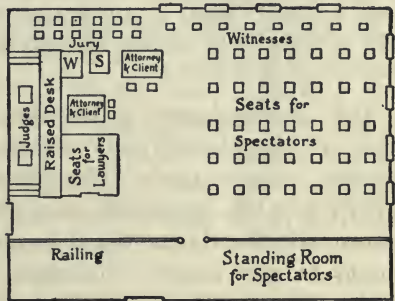 Jury
Witnesses
W
S
Attorney
& Client
Judges
Raised Desk
Attorney
& Client
Seats for
Spectators
Seats
for
Lawyers
Railing
Standing Room
for Spectators